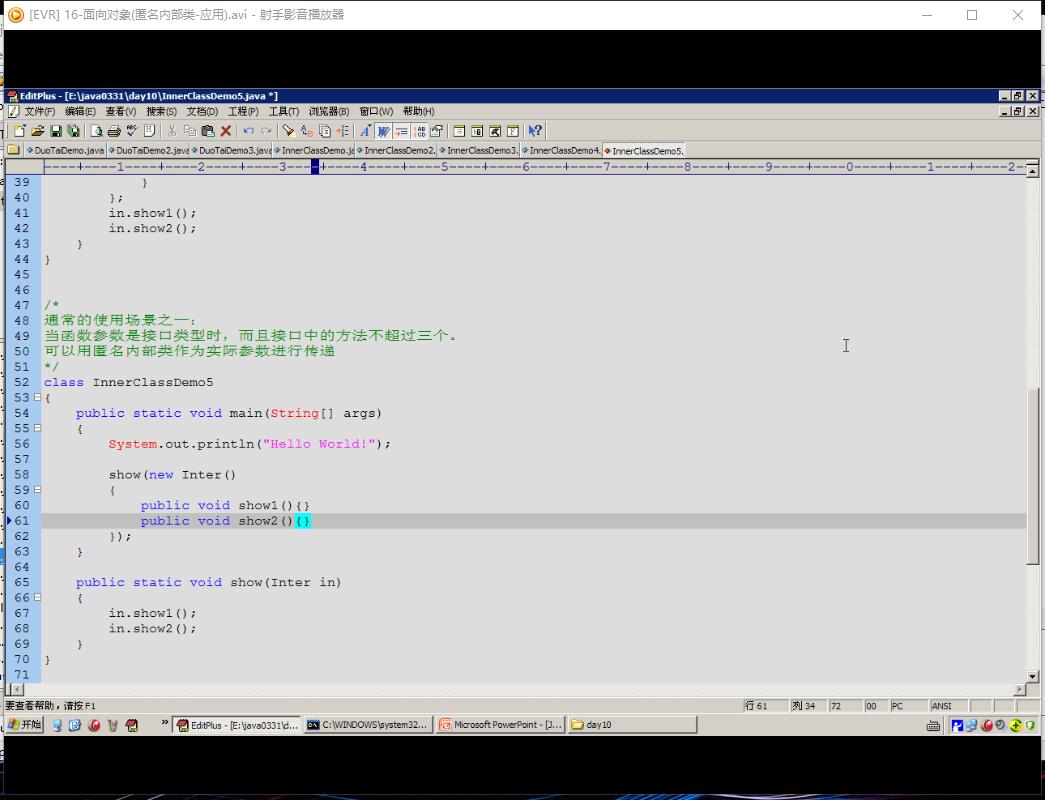 [EVR] 16-面向对象(匿名内部类-应用).avi - 射手影音播放器
EditPlus - [E:\java0331\day10\InnerClassDemo5.java *]
文件(F) 编辑(E) 查看(V) 搜索(S) 文档(D) 工程(P) 工具(T) 浏览器(B) 窗口(W) 帮助(H)
DuoTaiDemo.java DuoTaiDemo2.java DuoTaiDemo3.java InnerClassDemo.ja InnerClassDemo2. InnerClassDemo3. InnerClassDemo4. InnerClassDemo5.
----+----1----+----2----+----3----+----4----+----5----+----6----+----7----+----8----+----9----+----0----+----1----+----2-
39 }
40 };
41 in.show1();
42 in.show2();
43 }
44 }
45
46
47 /*
48 通常的使用场景之一：
49 当函数参数是接口类型时，而且接口中的方法不超过三个。
50 可以用匿名内部类作为实际参数进行传递
51 */
52 class InnerClassDemo5
53 {
54 public static void main(String[] args)
55 {
56 System.out.println("Hello World!");
57
58 show(new Inter()
59 {
60 public void show1(){}
61 public void show2(){}
62 });
63 }
64
65 public static void show(Inter in)
66 {
67 in.show1();
68 in.show2();
69 }
70 }
71
要查看帮助，请按 F1 行 61 列 34 72 00 PC ANSI
开始 » EditPlus - [E:\java0331\d... C:\WINDOWS\system32... Microsoft PowerPoint - [J... day10